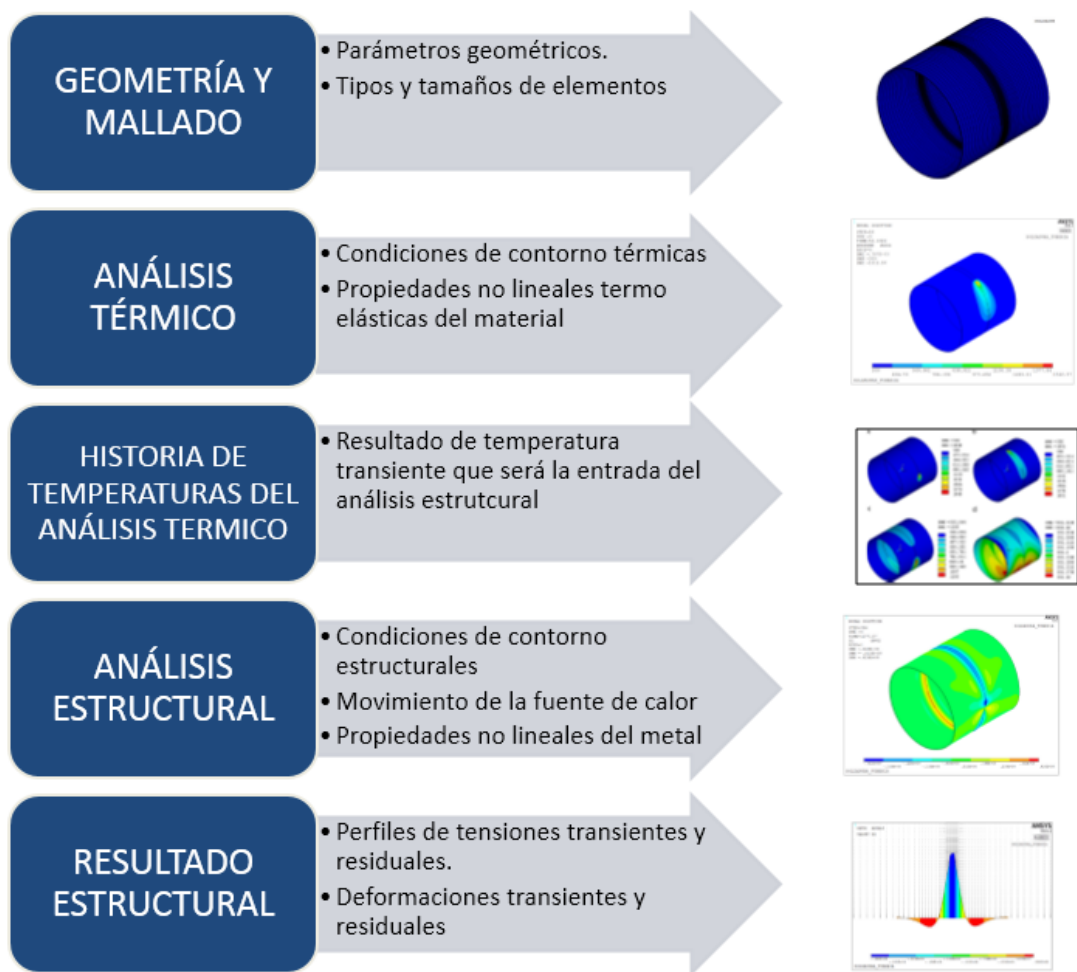 GEOMETRÍA Y
MALLADO
• Parámetros geométricos.
• Tipos y tamaños de elementos
ANÁLISIS
TÉRMICO
• Condiciones de contorno térmicas
• Propiedades no lineales termo
elásticas del material
HISTORIA DE
TEMPERATURAS DEL
ANÁLISIS TERMICO
• Resultado de temperatura
transiente que será la entrada del
análisis estrutcural
ANÁLISIS
ESTRUCTURAL
• Condiciones de contorno
estructurales
• Movimiento de la fuente de calor
• Propiedades no lineales del metal
RESULTADO
ESTRUCTURAL
• Perfiles de tensiones transientes y
residuales.
• Deformaciones transientes y
residuales